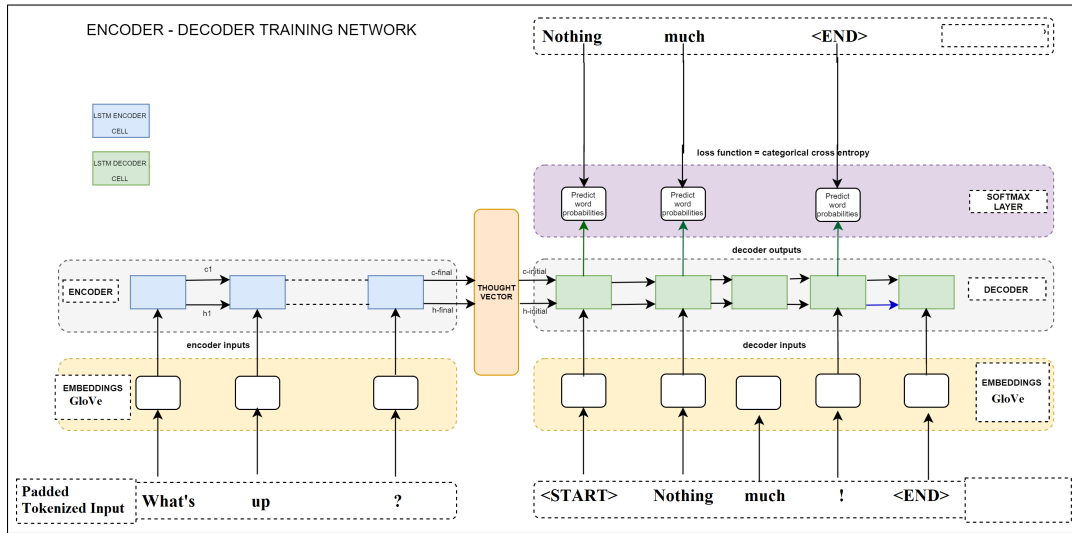 ENCODER - DECODER TRAINING NETWORK
Nothing much <END>
LSTM ENCODER
CELL
LSTM DECODER
CELL
loss function = categorical cross entropy
Predict
word
probabilities
Predict
word
probabilities
Predict
word
probabilities
SOFTMAX
LAYER
decoder outputs
ENCODER
c1
h1
c-final
h-final
THOUGHT
VECTOR
c-initial
h-initial
DECODER
encoder inputs
decoder inputs
EMBEDDINGS
GloVe
EMBEDDINGS
GloVe
Padded
Tokenized Input
What's up ?
<START> Nothing much ! <END>